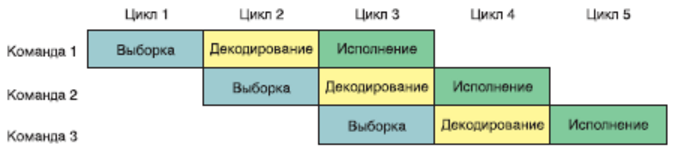 Цикл 1 Цикл 2 Цикл 3 Цикл 4 Цикл 5
Команда 1 Выборка Декодирование Исполнение
Команда 2 Выборка Декодирование Исполнение
Команда 3 Выборка Декодирование Исполнение